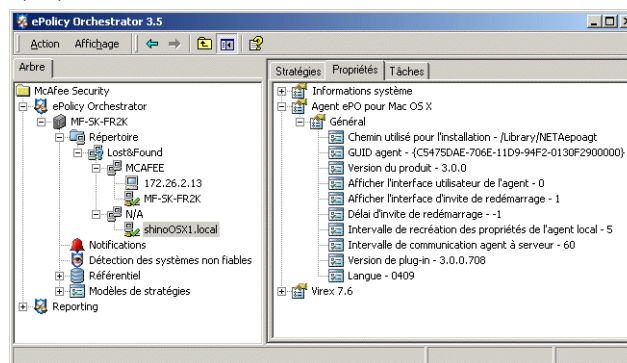 ePolicy Orchestrator 3.5
Action Affichage
Arbre
McAfee Security
ePolicy Orchestrator
MF-SK-FR2K
Répertoire
Lost&Found
MCAFEE
172.26.2.13
MF-SK-FR2K
N/A
shinoOSX1.local
Notifications
Détection des systèmes non fiables
Référentiel
Modèles de stratégies
Reporting
Stratégies Propriétés Tâches
Informations système
Agent ePO pour Mac OS X
Général
Chemin utilisé pour l'installation - /Library/NETAepoagt
GUID agent - {C5475DAE-706E-11D9-94F2-0130F2900000}
Version du produit - 3.0.0
Afficher l'interface utilisateur de l'agent - 0
Afficher l'interface d'invite de redémarrage - 1
Délai d'invite de redémarrage - -1
Intervalle de recréation des propriétés de l'agent local - 5
Intervalle de communication agent à serveur - 60
Version de plug-in - 3.0.0.708
Langue - 0409
Virex 7.6